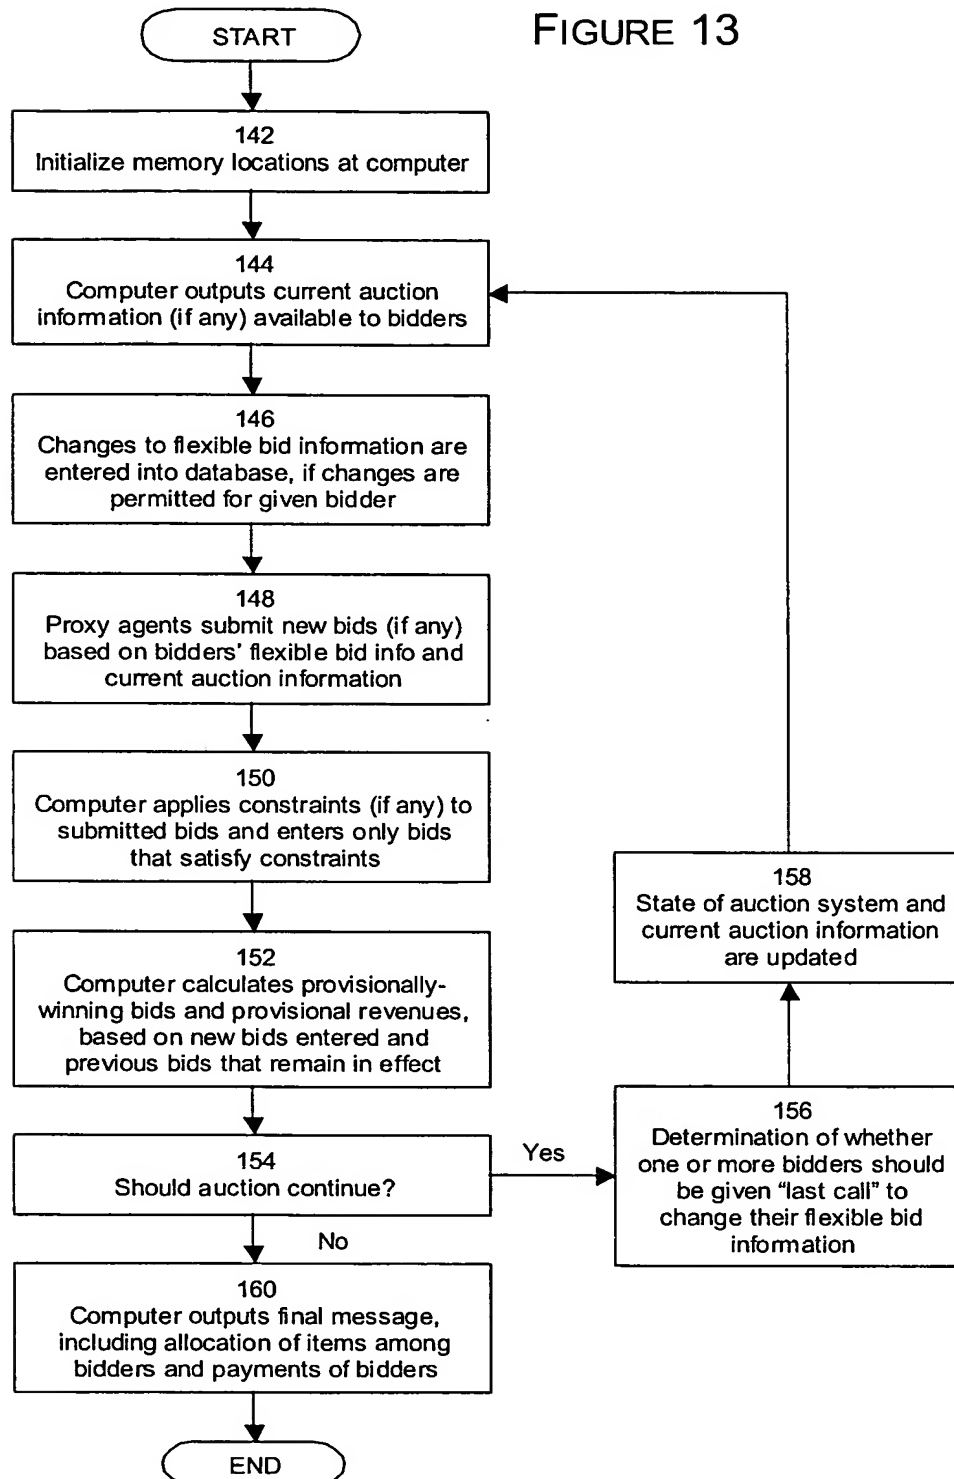 FIGURE 13
START
142
Initialize memory locations at computer
144
Computer outputs current auction
information (if any) available to bidders
146
Changes to flexible bid information are
entered into database, if changes are
permitted for given bidder
148
Proxy agents submit new bids (if any)
based on bidders' flexible bid info and
current auction information
150
Computer applies constraints (if any) to
submitted bids and enters only bids
that satisfy constraints
152
Computer calculates provisionally-
winning bids and provisional revenues,
based on new bids entered and
previous bids that remain in effect
154
Should auction continue?
Yes
156
Determination of whether
one or more bidders should
be given "last call" to
change their flexible bid
information
158
State of auction system and
current auction information
are updated
No
160
Computer outputs final message,
including allocation of items among
bidders and payments of bidders
END